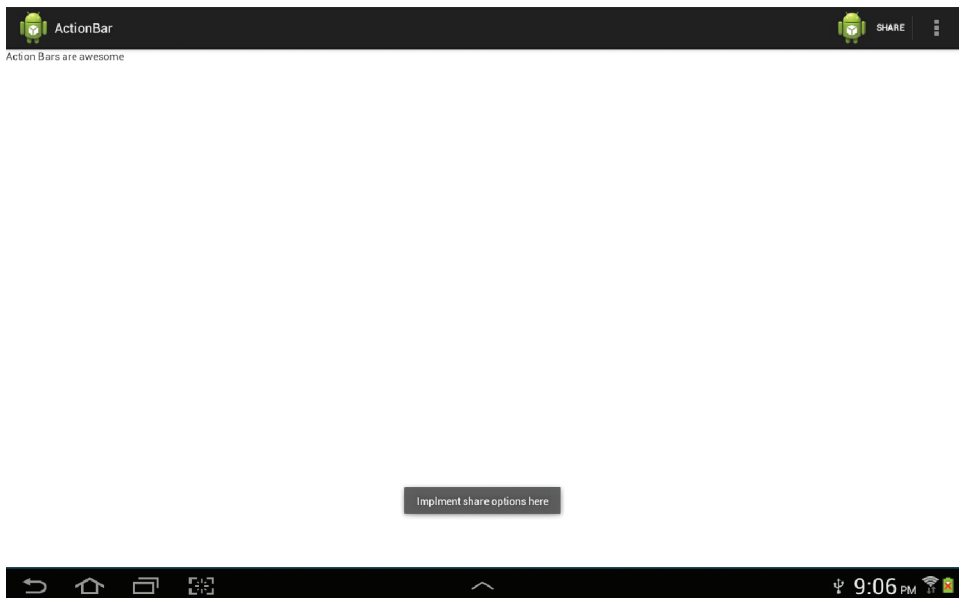 ActionBar
SHARE
Action Bars are awesome
Implment share options here
9:06 PM